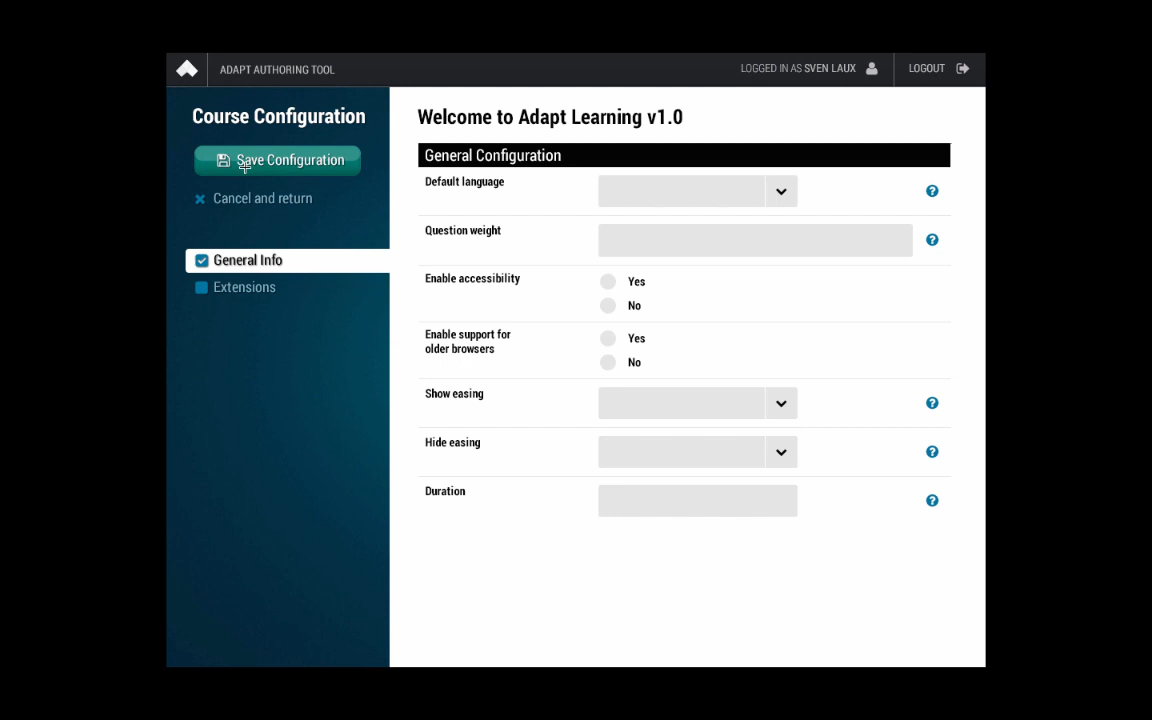 ADAPT AUTHORING TOOL
LOGGED IN AS SVEN LAUX
LOGOUT
Course Configuration
Save Configuration
Cancel and return
General Info
Extensions
Welcome to Adapt Learning v1.0
General Configuration
Default language
Question weight
Enable accessibility
Yes
No
Enable support for
older browsers
Yes
No
Show easing
Hide easing
Duration